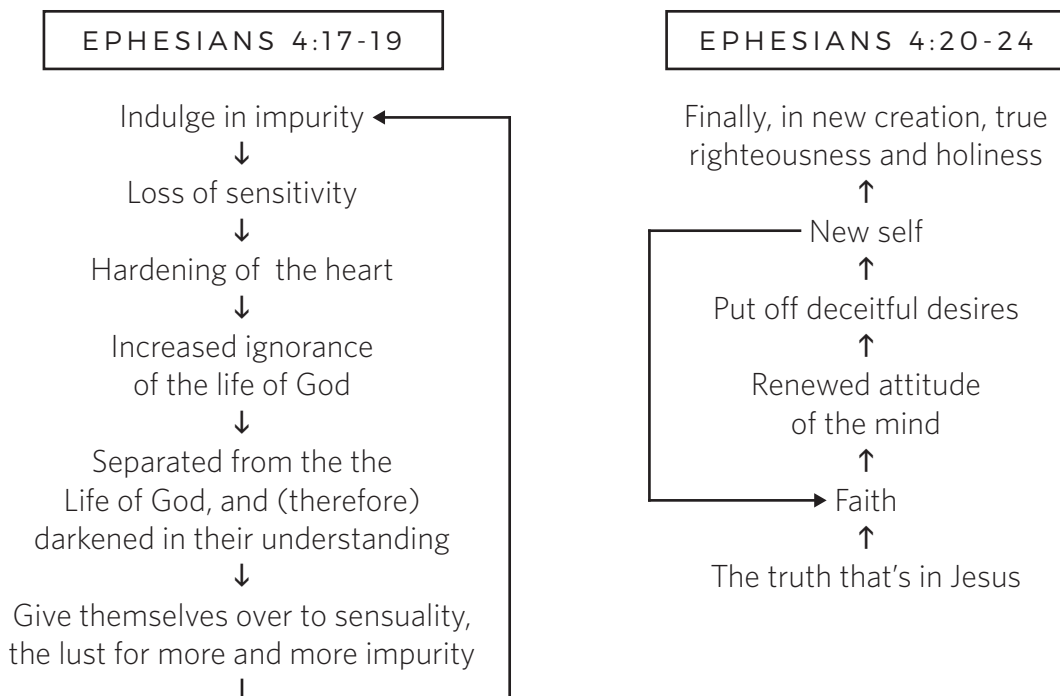 EPHESIANS 4:17-19
Indulge in impurity
↓
Loss of sensitivity
↓
Hardening of the heart
↓
Increased ignorance
of the life of God
↓
Separated from the the
Life of God, and (therefore)
darkened in their understanding
↓
Give themselves over to sensuality,
the lust for more and more impurity
EPHESIANS 4:20-24
Finally, in new creation, true
righteousness and holiness
↑
New self
↑
Put off deceitful desires
↑
Renewed attitude
of the mind
↑
Faith
↑
The truth that's in Jesus